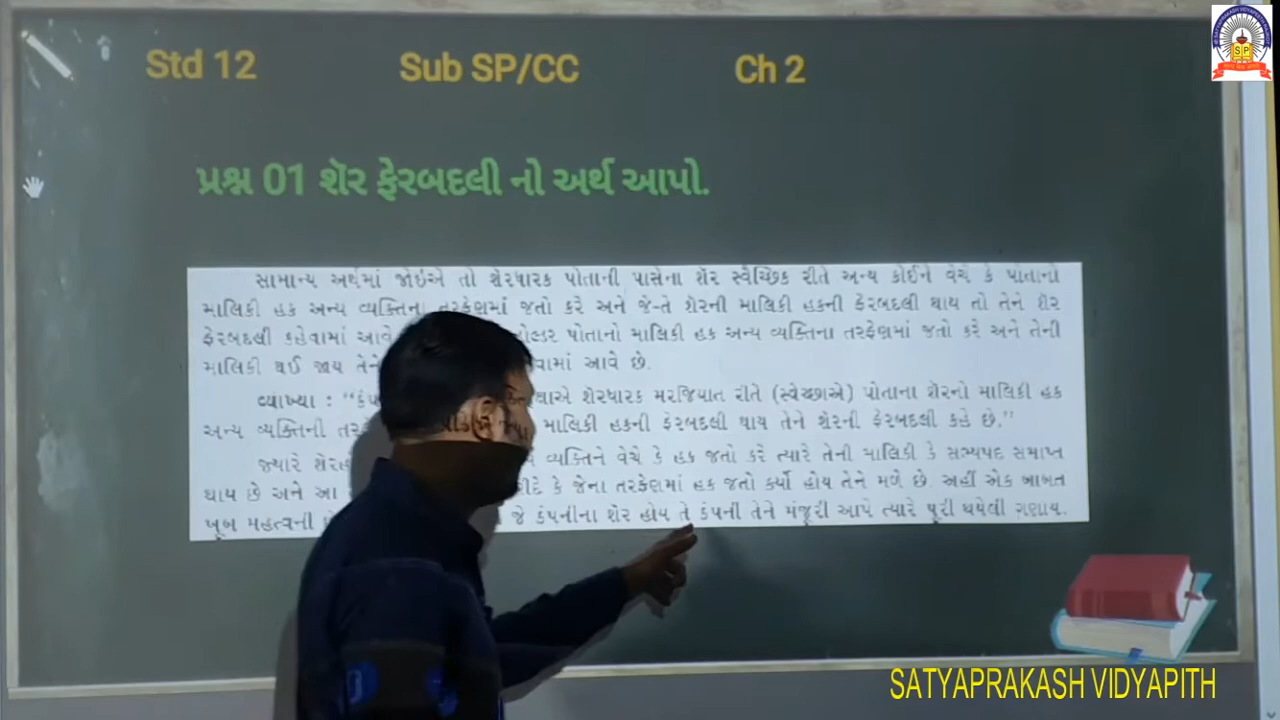 Std 12 Sub SP/CC Ch 2
પ્રશ્ન 01 શૅર ફેરબદલી નો અર્થ આપો.
સામાન્ય અર્થમાં જોઇએ તો શેરધારક પોતાની પાસેના શૅર સ્વૈચ્છિક રીતે અન્ય કોઈને વેચે કે પોતાનો
માલિકી હક અન્ય વ્યક્તિના તરફેણમાં જતો કરે અને જે-તે શેરની માલિકી હકની ફેરબદલી થાય તો તેને શૅર
ફેરબદલી કહેવામાં આવે હોલ્ડર પોતાનો માલિકી હક અન્ય વ્યક્તિના તરફેણમાં જતો કરે અને તેની
માલિકી થઈ જાય તેને આવે છે.
વ્યાખ્યા : શૅરધારક મરજિયાત રીતે (સ્વેચ્છાએ) પોતાના શૅરનો માલિકી હક
અન્ય વ્યક્તિની માલિકી હકની ફેરબદલી થાય તેને શૅરની ફેરબદલી કહે છે.”
જ્યારે વ્યક્તિને વેચે કે હક જતો કરે ત્યારે તેની માલિકી કે સભ્યપદ સમાપ્ત
થાય છે અને આ કે જેના તરફેણમાં હક જતો કર્યો હોય તેને મળે છે. અહીં એક બાબત
ખૂબ મહત્વની જે કંપનીના શૅર હોય તે કંપની તેને મંજૂરી આપે ત્યારે પૂરી થયેલી ગણાય.
SP
SATYAPRAKASH VIDYAPITH